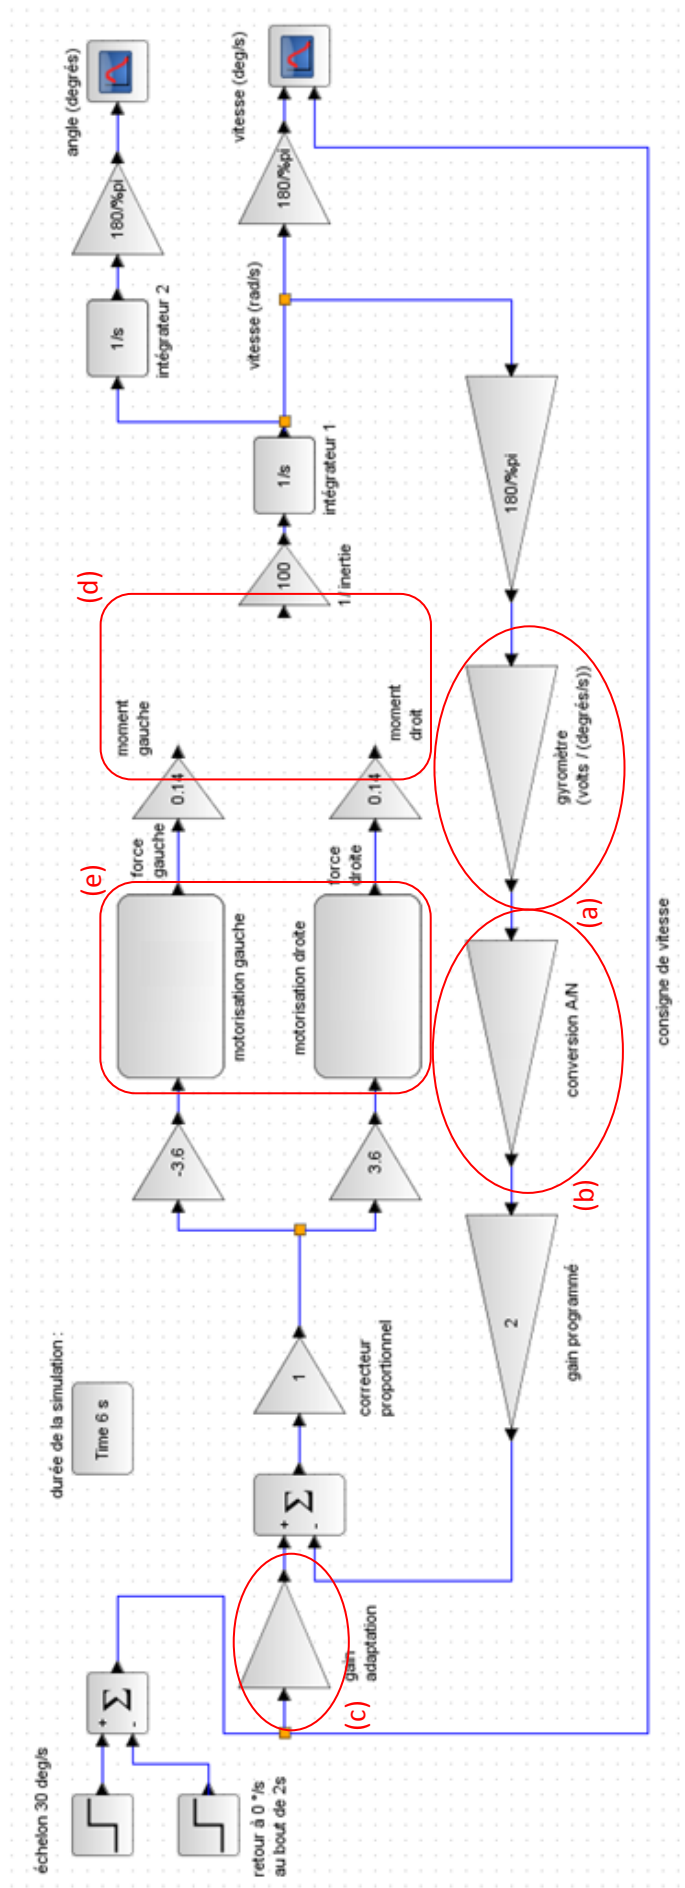 échelon 30 deg/s
retour à 0 °/s
au bout de 2s
+
-
Σ
(c)
gain
adaptation
+
-
Σ
durée de la simulation :
Time 6 s
1
correcteur
proportionnel
-3.6
3.6
(e)
motorisation gauche
motorisation droite
force
gauche
force
droite
0.14
0.14
(d)
moment
gauche
moment
droit
100
1/ inertie
1/s
intégrateur 1
vitesse (rad/s)
1/s
intégrateur 2
180/%pi
angle (degrés)
180/%pi
vitesse (deg/s)
180/%pi
(a)
gyromètre
(volts / (degrés/s))
(b)
conversion A/N
2
gain programmé
consigne de vitesse